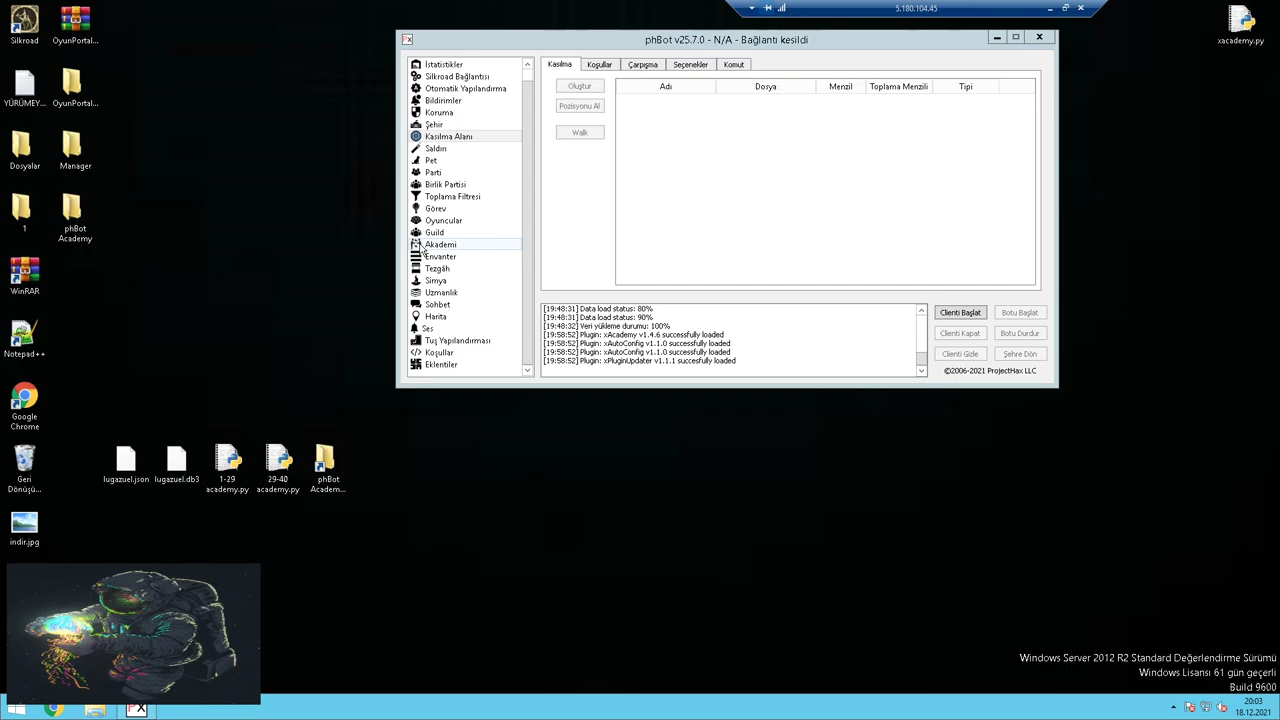 5.180.104.45
Silkroad
OyunPortal...
YÜRÜMEY...
OyunPortal...
Dosyalar
Manager
1
phBot
Academy
WinRAR
Notepad++
Google
Chrome
Geri
Dönüşü...
indir.jpg
lugazuel.json
lugazuel.db3
1-29
academy.py
29-40
academy.py
phBot
Academ...
xacademy.py
PX
phBot v25.7.0 - N/A - Bağlantı kesildi
İstatistikler
Silkroad Bağlantısı
Otomatik Yapılandırma
Bildirimler
Koruma
Şehir
Kasılma Alanı
Saldırı
Pet
Parti
Birlik Partisi
Toplama Filtresi
Görev
Oyuncular
Guild
Akademi
Envanter
Tezgâh
Simya
Uzmanlık
Sohbet
Harita
Ses
Tuş Yapılandırması
Koşullar
Eklentiler
Kasılma
Koşullar
Çarpışma
Seçenekler
Komut
Oluştur
Pozisyonu Al
Walk
Adı
Dosya
Menzil
Toplama Menzili
Tipi
[19:48:31] Data load status: 80%
[19:48:31] Data load status: 90%
[19:48:32] Veri yükleme durumu: 100%
[19:58:52] Plugin: xAcademy v1.4.6 successfully loaded
[19:58:52] Plugin: xAutoConfig v1.1.0 succesfully loaded
[19:58:52] Plugin: xAutoConfig v1.1.0 succesfully loaded
[19:58:52] Plugin: xPluginUpdater v1.1.1 succesfully loaded
Clienti Başlat
Botu Başlat
Clienti Kapat
Botu Durdur
Clienti Gizle
Şehre Dön
©2006-2021 ProjectHax LLC
Windows Server 2012 R2 Standard Değerlendirme Sürümü
Windows Lisansı 61 gün geçerli
Build 9600
PX
20:03
18.12.2021